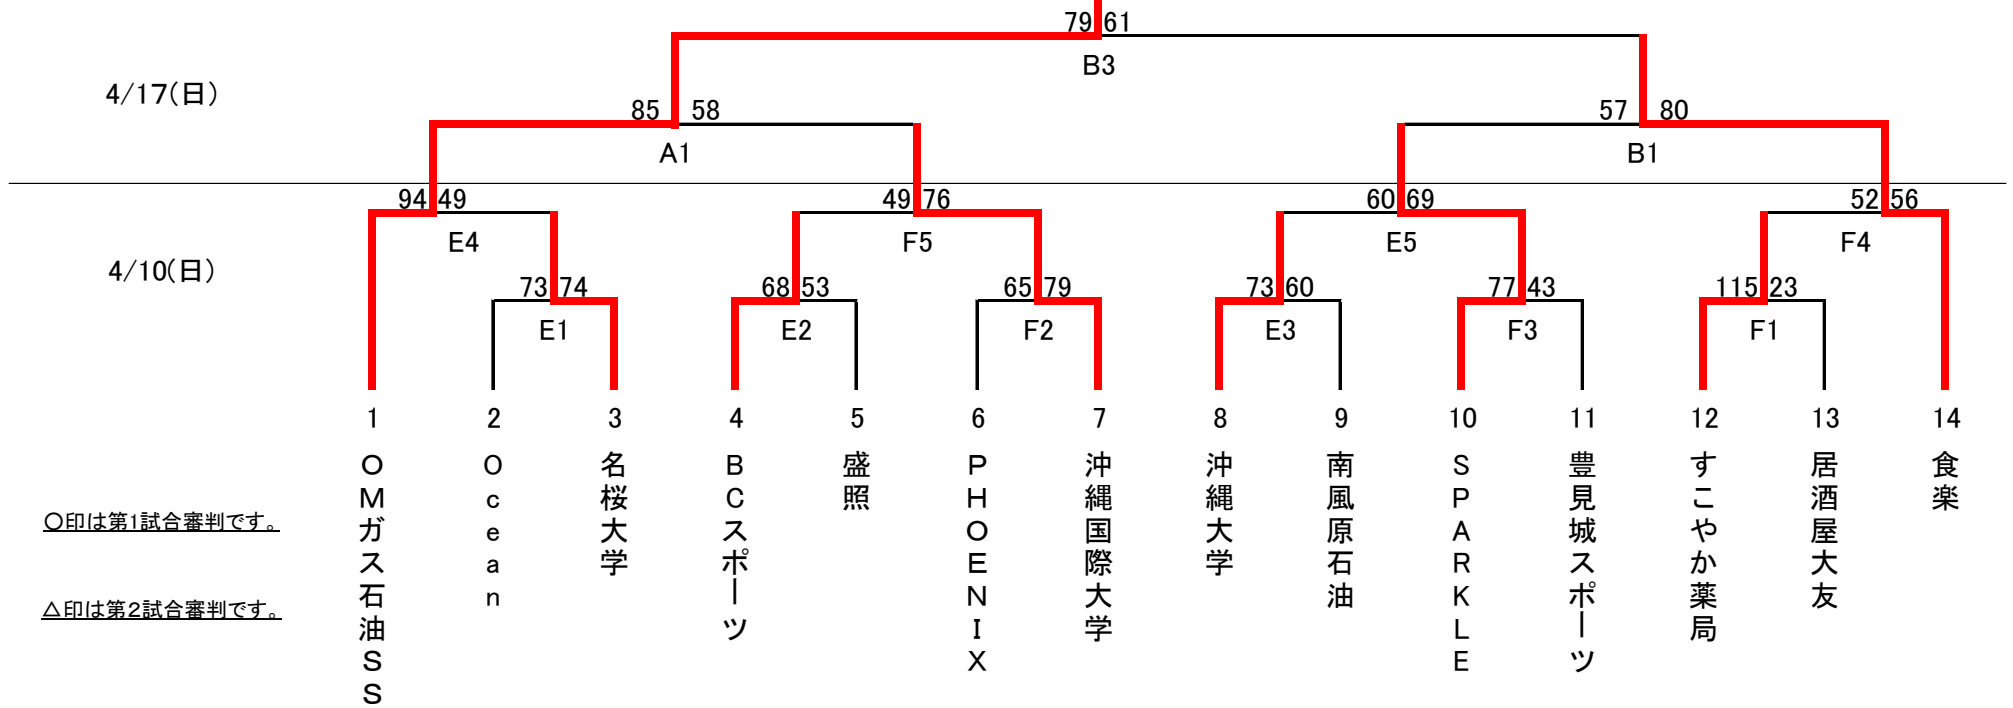 79 61
B3
4/17(日)
85 58
57 80
A1
B1
94 49
49 76
60 69
52 56
E4
F5
E5
F4
4/10(日)
73 74
68 53
65 79
73 60
77 43
115 23
E1
E2
F2
E3
F3
F1
1 2 3 4 5 6 7 8 9 10 11 12 13 14
OMガス石油SS
Ocean
名桜大学
BCスポーツ
盛照
PHOENIX
沖縄国際大学
沖縄大学
南風原石油
SPARKLE
豊見城スポーツ
すこやか薬局
居酒屋大友
食楽
○印は第1試合審判です。
△印は第2試合審判です。